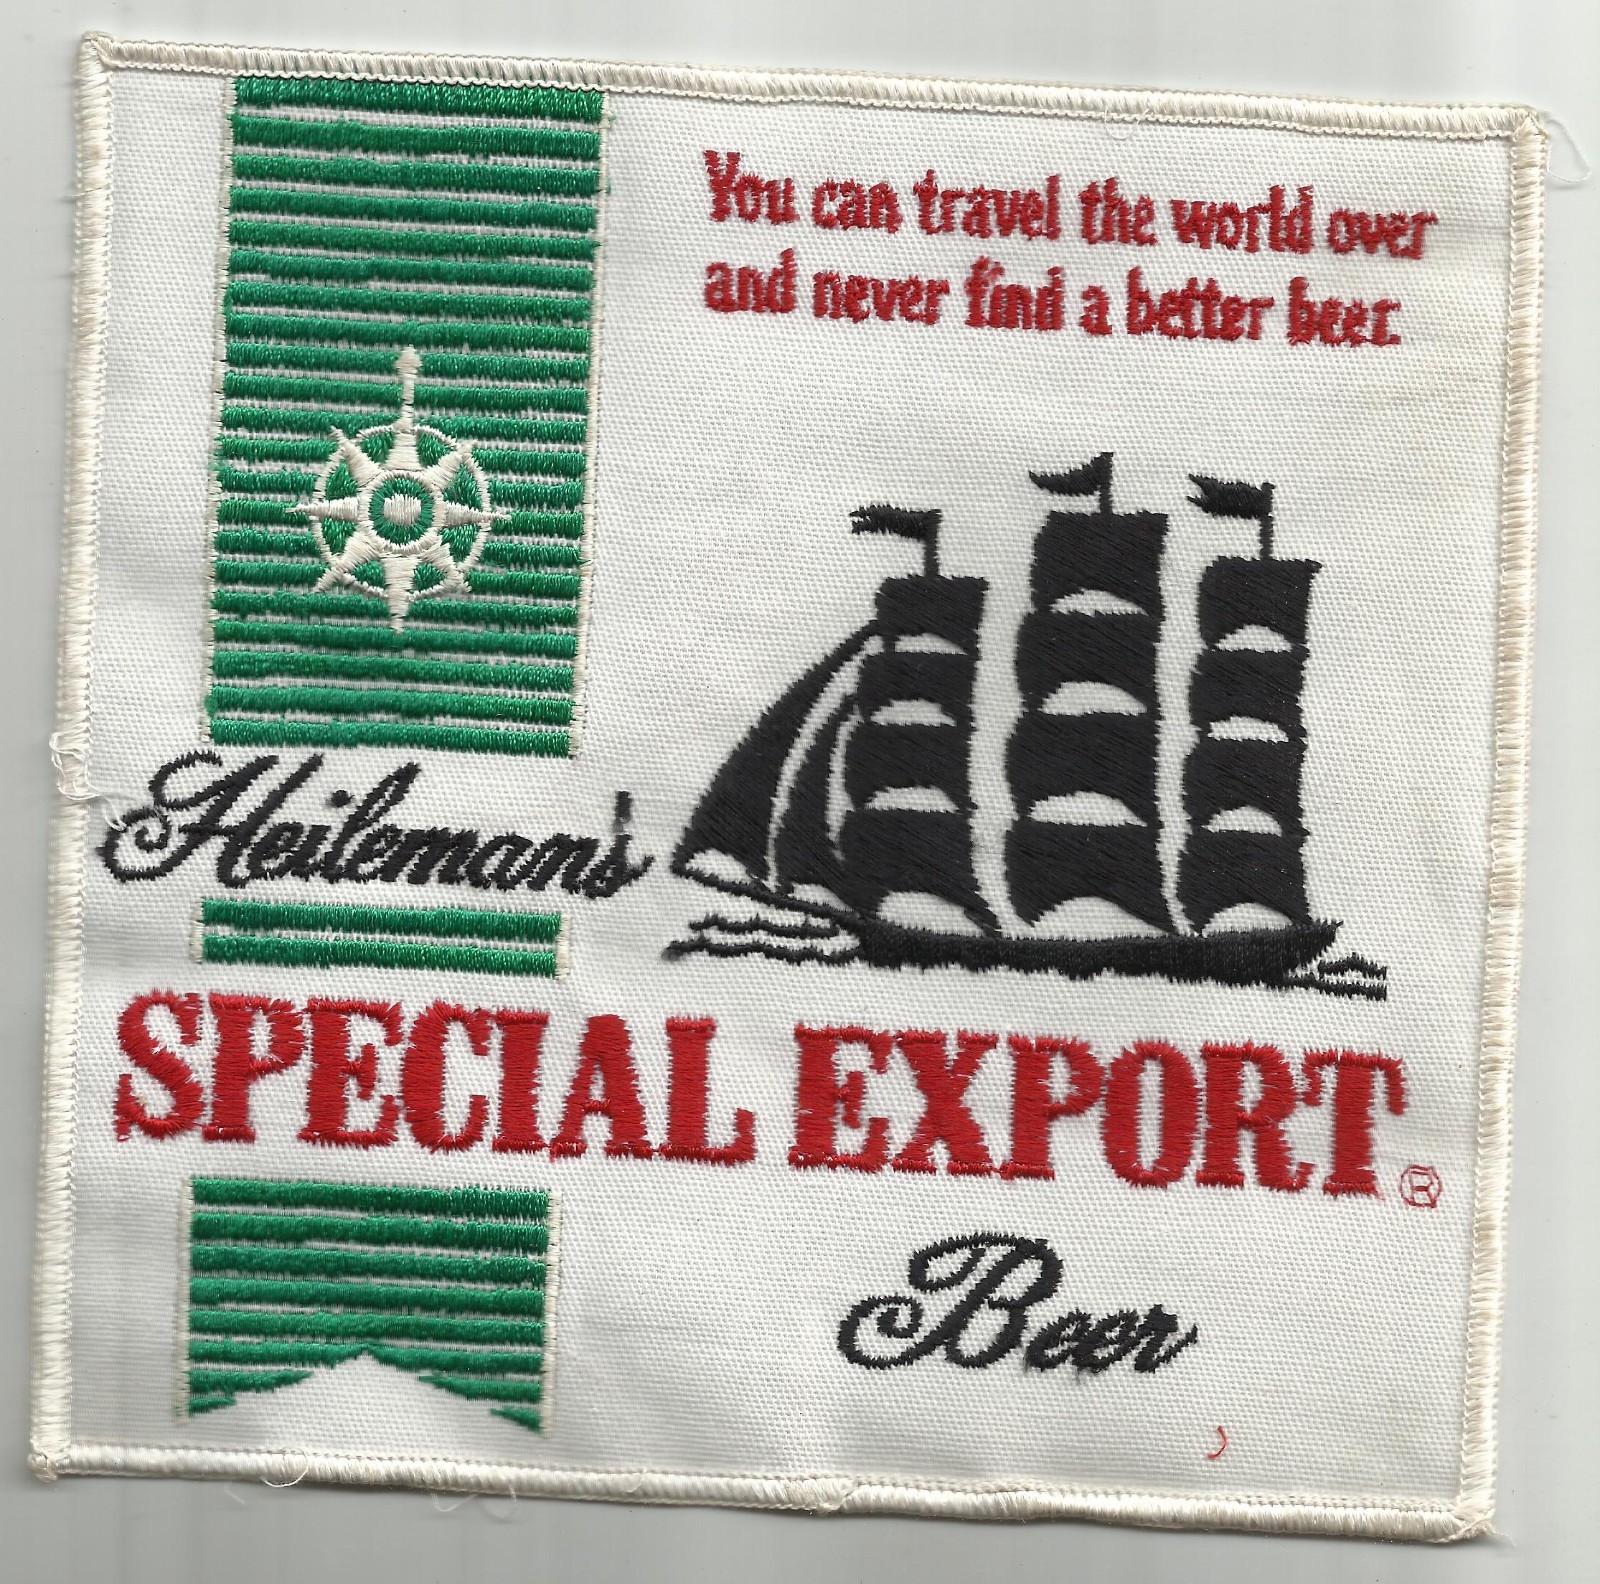 You can travel the world over
and never find a better beer.
Heileman's
SPECIAL EXPORT®
Beer